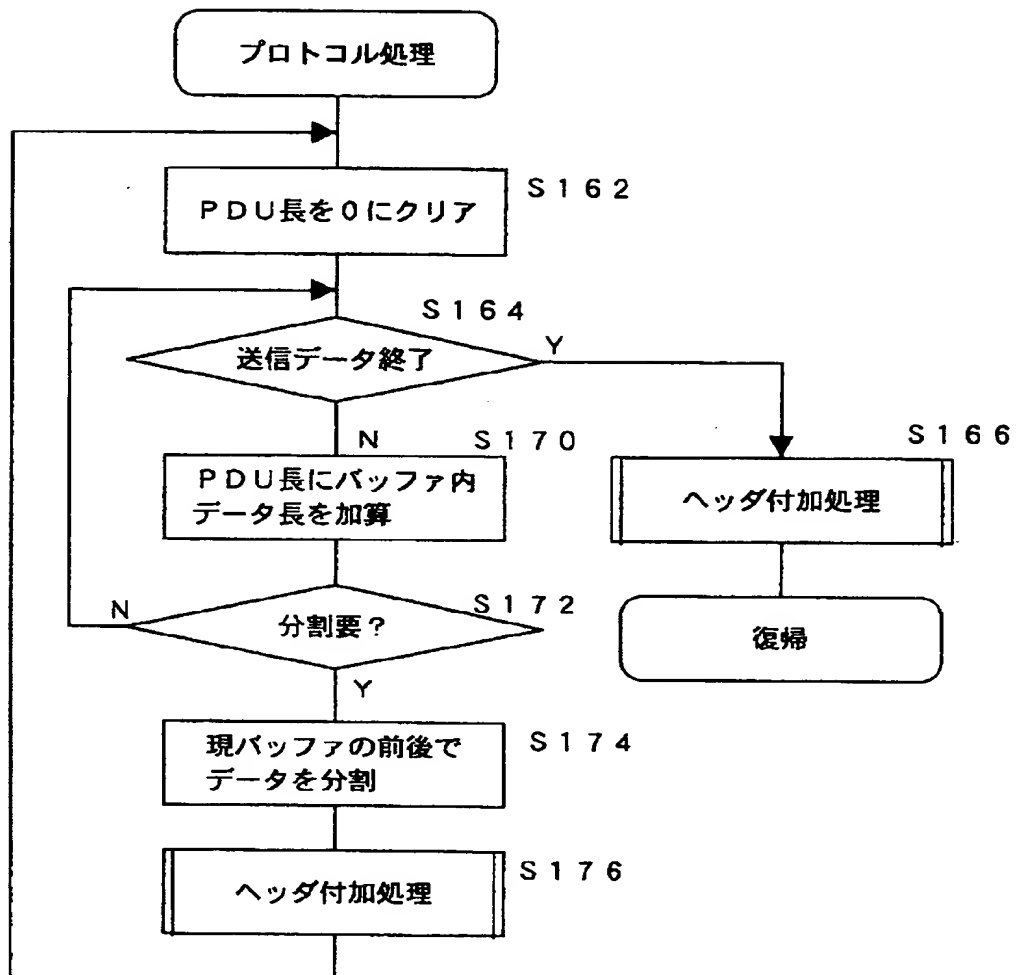 プロトコル処理
PDU長を0にクリア
S162
S164
送信データ終了
Y
N
S170
PDU長にバッファ内
データ長を加算
S166
ヘッダ付加処理
N
S172
分割要?
復帰
Y
現バッファの前後で
データを分割
S174
ヘッダ付加処理
S176